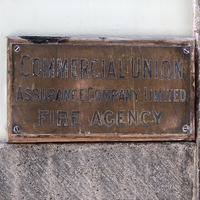 COMMERCIAL UNION
ASSURANCE COMPANY LIMITED
FIRE AGENCY